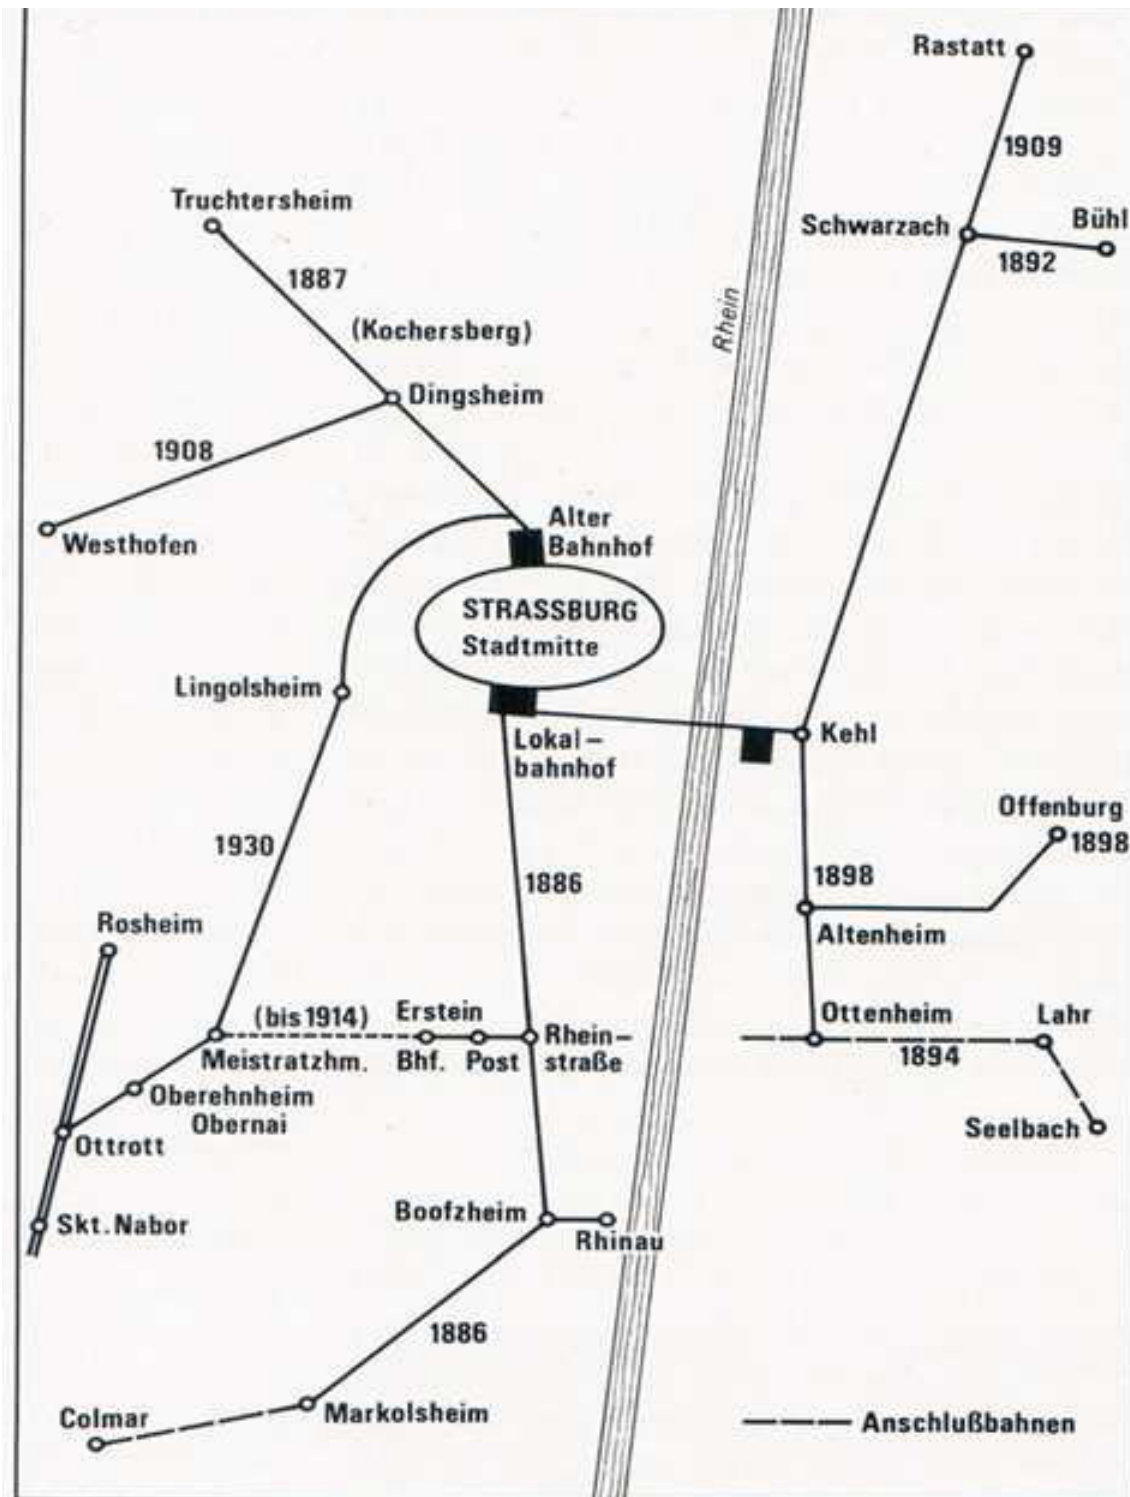 Rastatt
1909
Truchtersheim
Schwarzach
Bühl
1892
1887
Rhein
(Kochersberg)
Dingsheim
1908
Westhofen
Alter
Bahnhof
STRASSBURG
Stadtmitte
Lingolsheim
Lokal–
bahnhof
Kehl
Offenburg
1898
1930
1886
1898
Altenheim
Rosheim
(bis 1914)
Erstein
Bhf. Post
Rhein–
straße
Meistratzhm.
Ottenheim
Lahr
1894
Oberehnheim
Obernai
Ottrott
Seelbach
Skt. Nabor
Boofzheim
Rhinau
1886
Colmar
Markolsheim
Anschlußbahnen